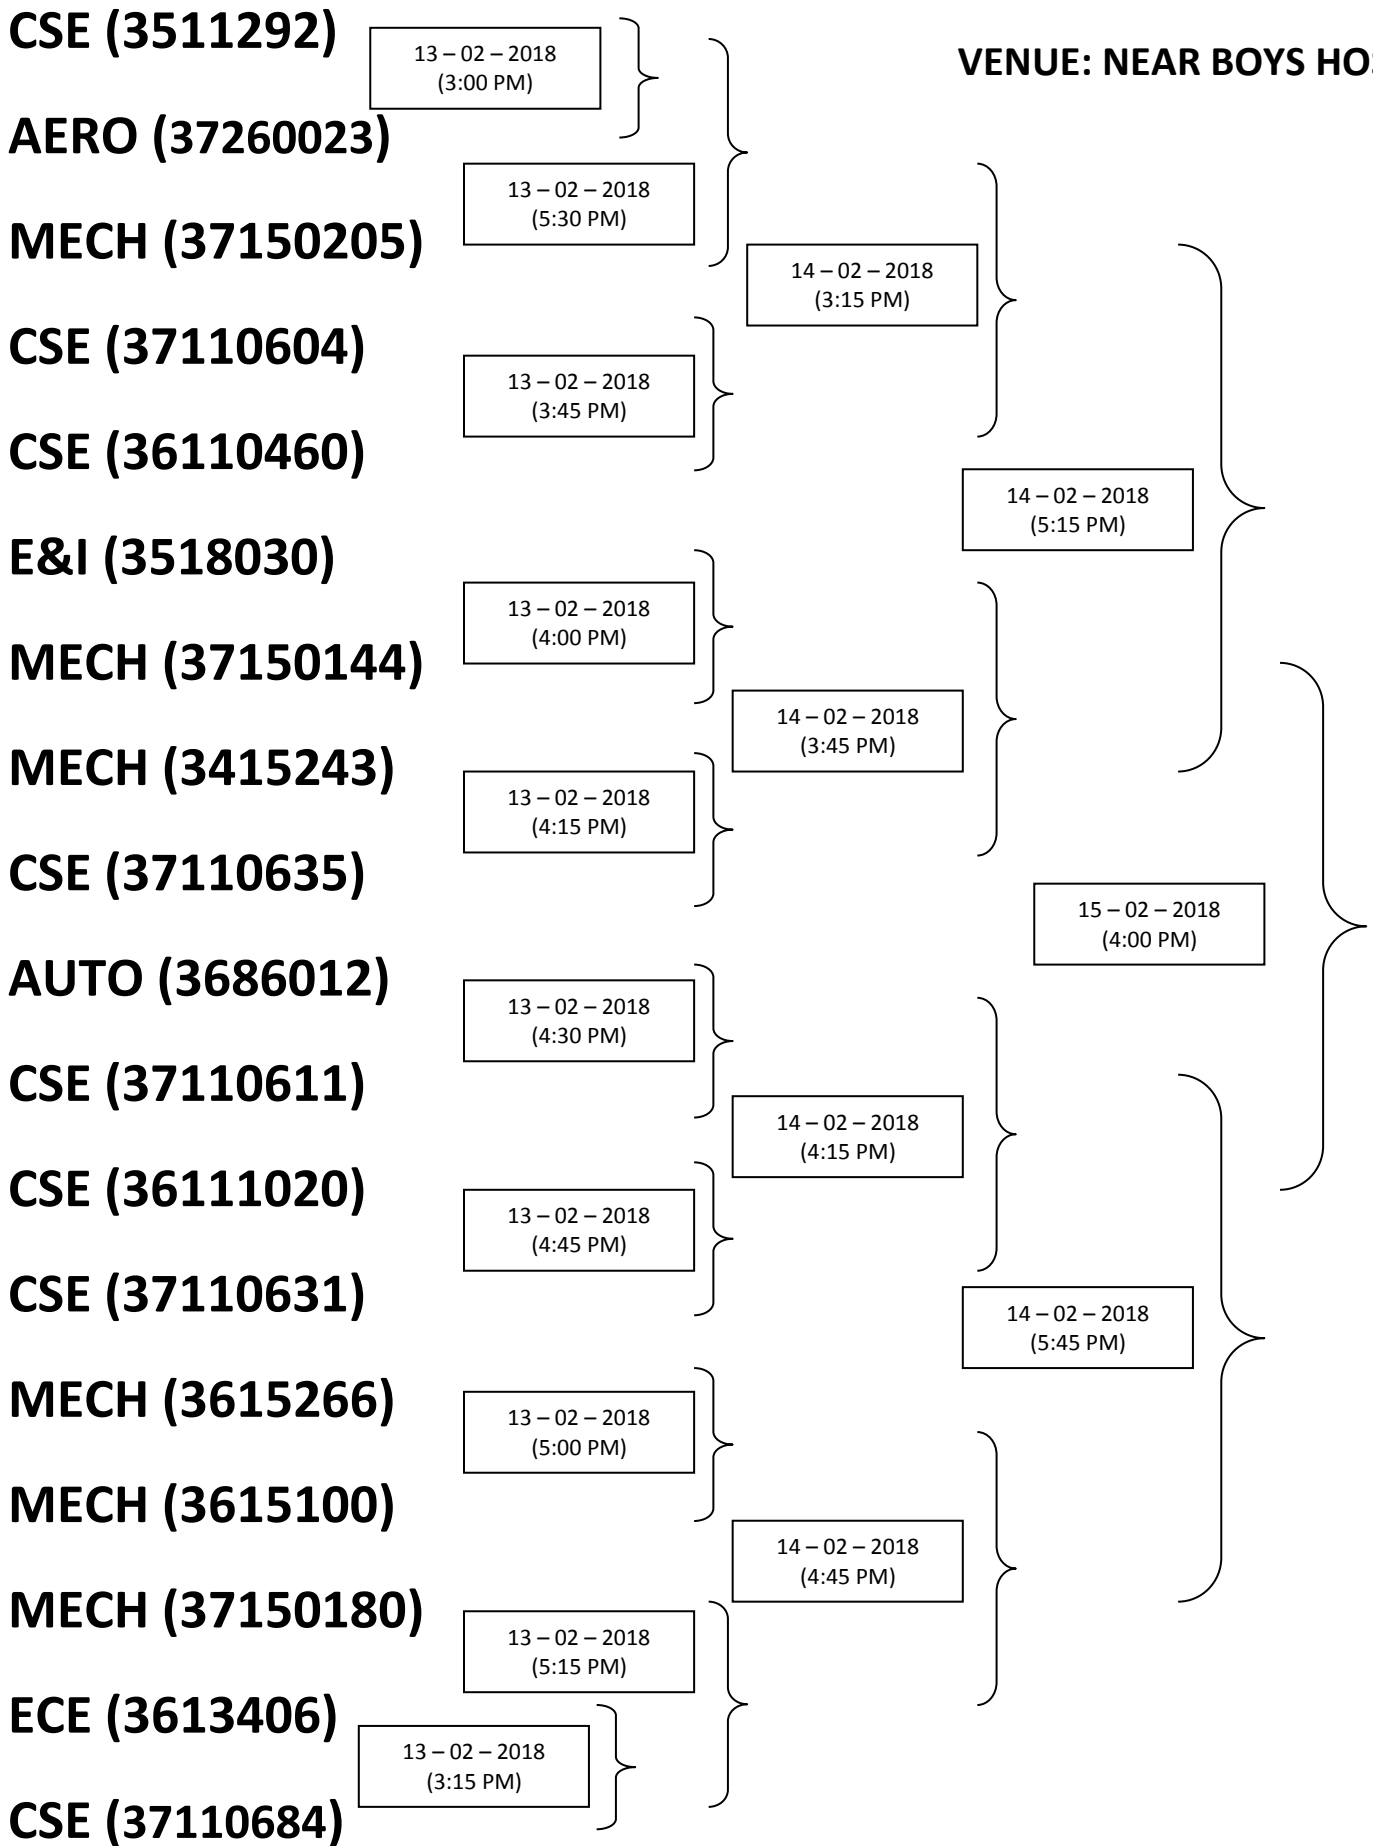 CSE (3511292)
13 – 02 – 2018
(3:00 PM)
VENUE: NEAR BOYS
AERO (37260023)
13 – 02 – 2018
(5:30 PM)
MECH (37150205)
14 – 02 – 2018
(3:15 PM)
CSE (37110604)
13 – 02 – 2018
(3:45 PM)
CSE (36110460)
14 – 02 – 2018
(5:15 PM)
E&I (3518030)
13 – 02 – 2018
(4:00 PM)
MECH (37150144)
14 – 02 – 2018
(3:45 PM)
MECH (3415243)
13 – 02 – 2018
(4:15 PM)
CSE (37110635)
15 – 02 – 2018
(4:00 PM)
AUTO (3686012)
13 – 02 – 2018
(4:30 PM)
CSE (37110611)
14 – 02 – 2018
(4:15 PM)
CSE (36111020)
13 – 02 – 2018
(4:45 PM)
CSE (37110631)
14 – 02 – 2018
(5:45 PM)
MECH (3615266)
13 – 02 – 2018
(5:00 PM)
MECH (3615100)
14 – 02 – 2018
(4:45 PM)
MECH (37150180)
13 – 02 – 2018
(5:15 PM)
ECE (3613406)
13 – 02 – 2018
(3:15 PM)
CSE (37110684)